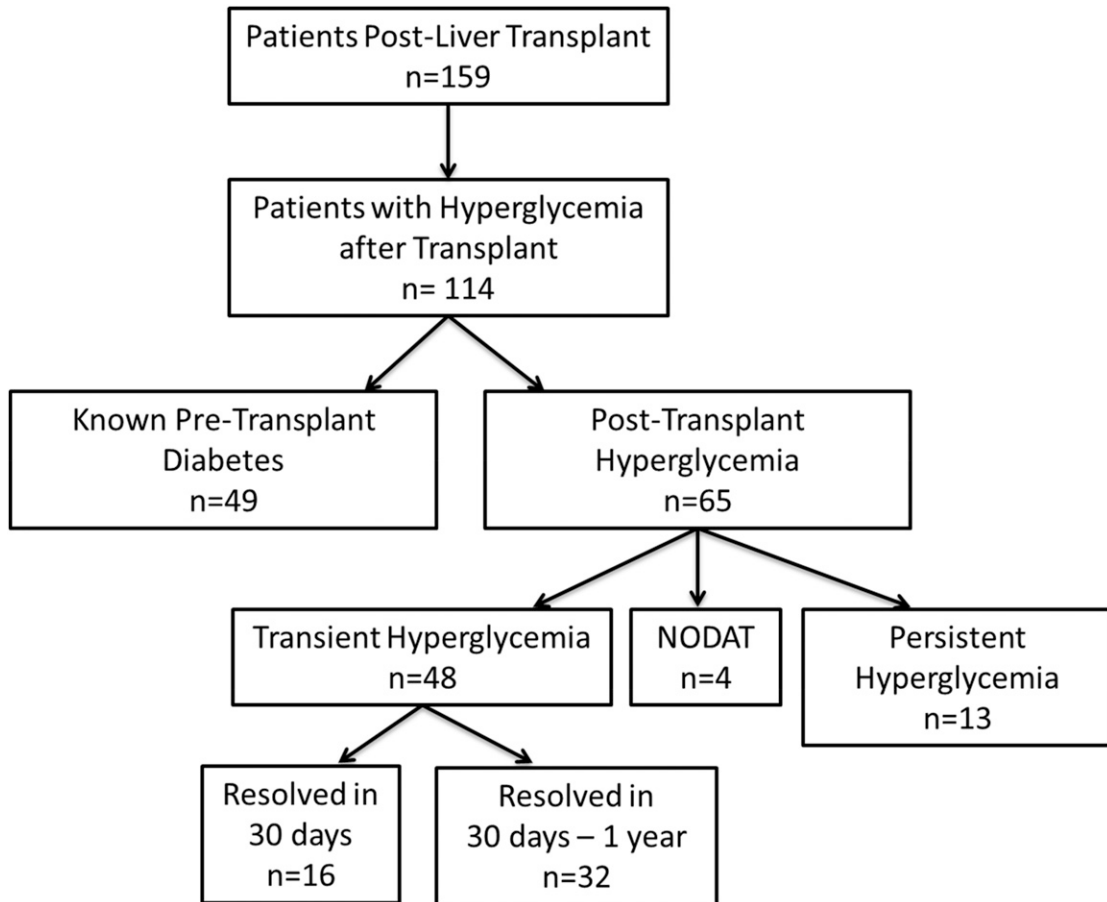 Patients Post-Liver Transplant
n=159
Patients with Hyperglycemia
after Transplant
n= 114
Known Pre-Transplant
Diabetes
n=49
Post-Transplant
Hyperglycemia
n=65
Transient Hyperglycemia
n=48
NODAT
n=4
Persistent
Hyperglycemia
n=13
Resolved in
30 days
n=16
Resolved in
30 days – 1 year
n=32